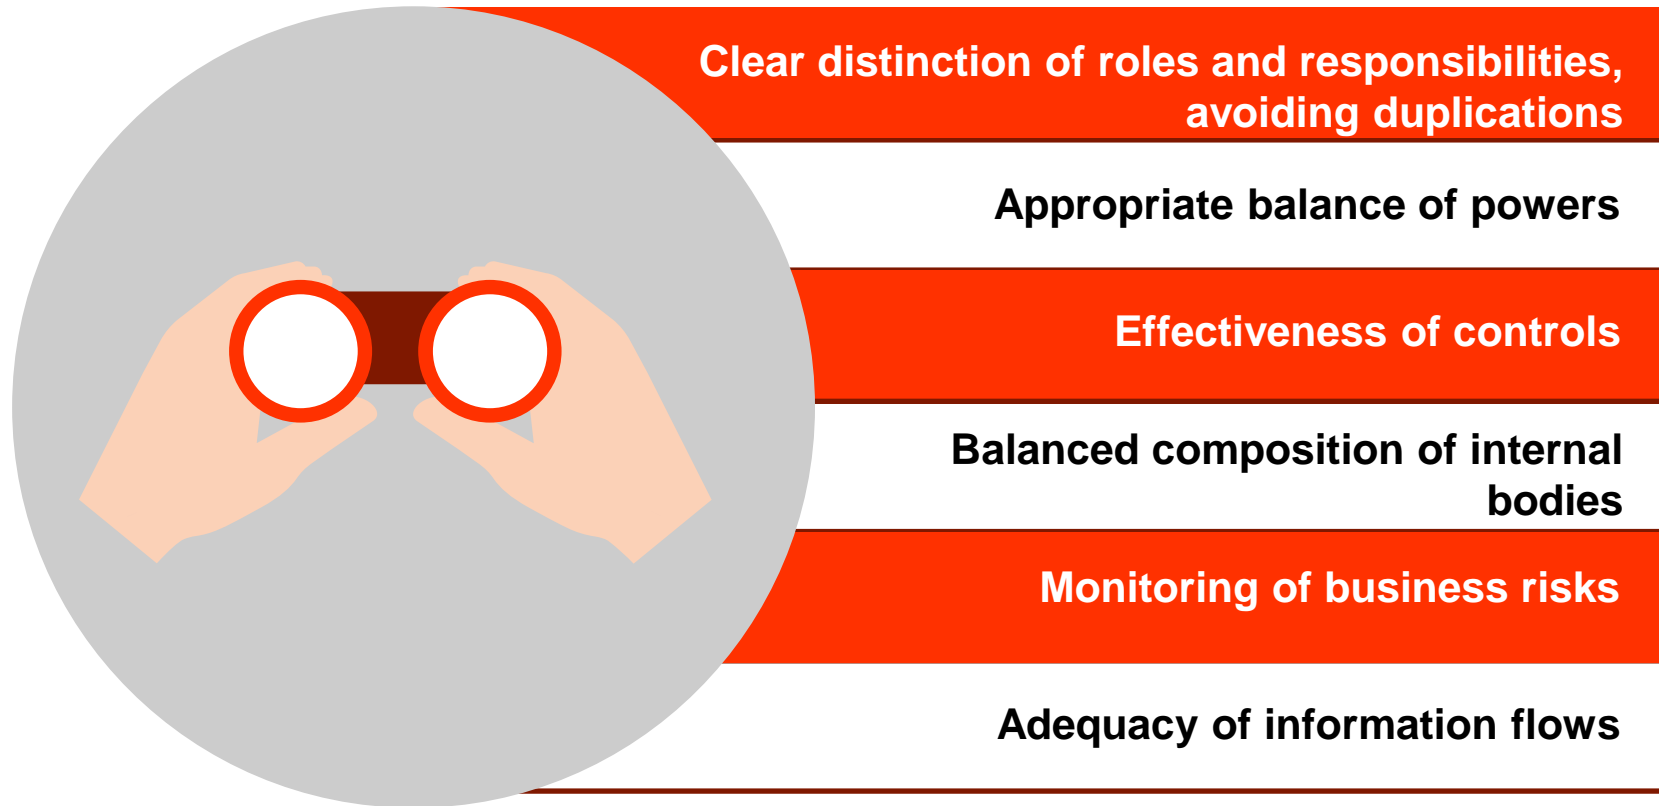 Clear distinction of roles and responsibilities,
avoiding duplications
Appropriate balance of powers
Effectiveness of controls
Balanced composition of internal
bodies
Monitoring of business risks
Adequacy of information flows